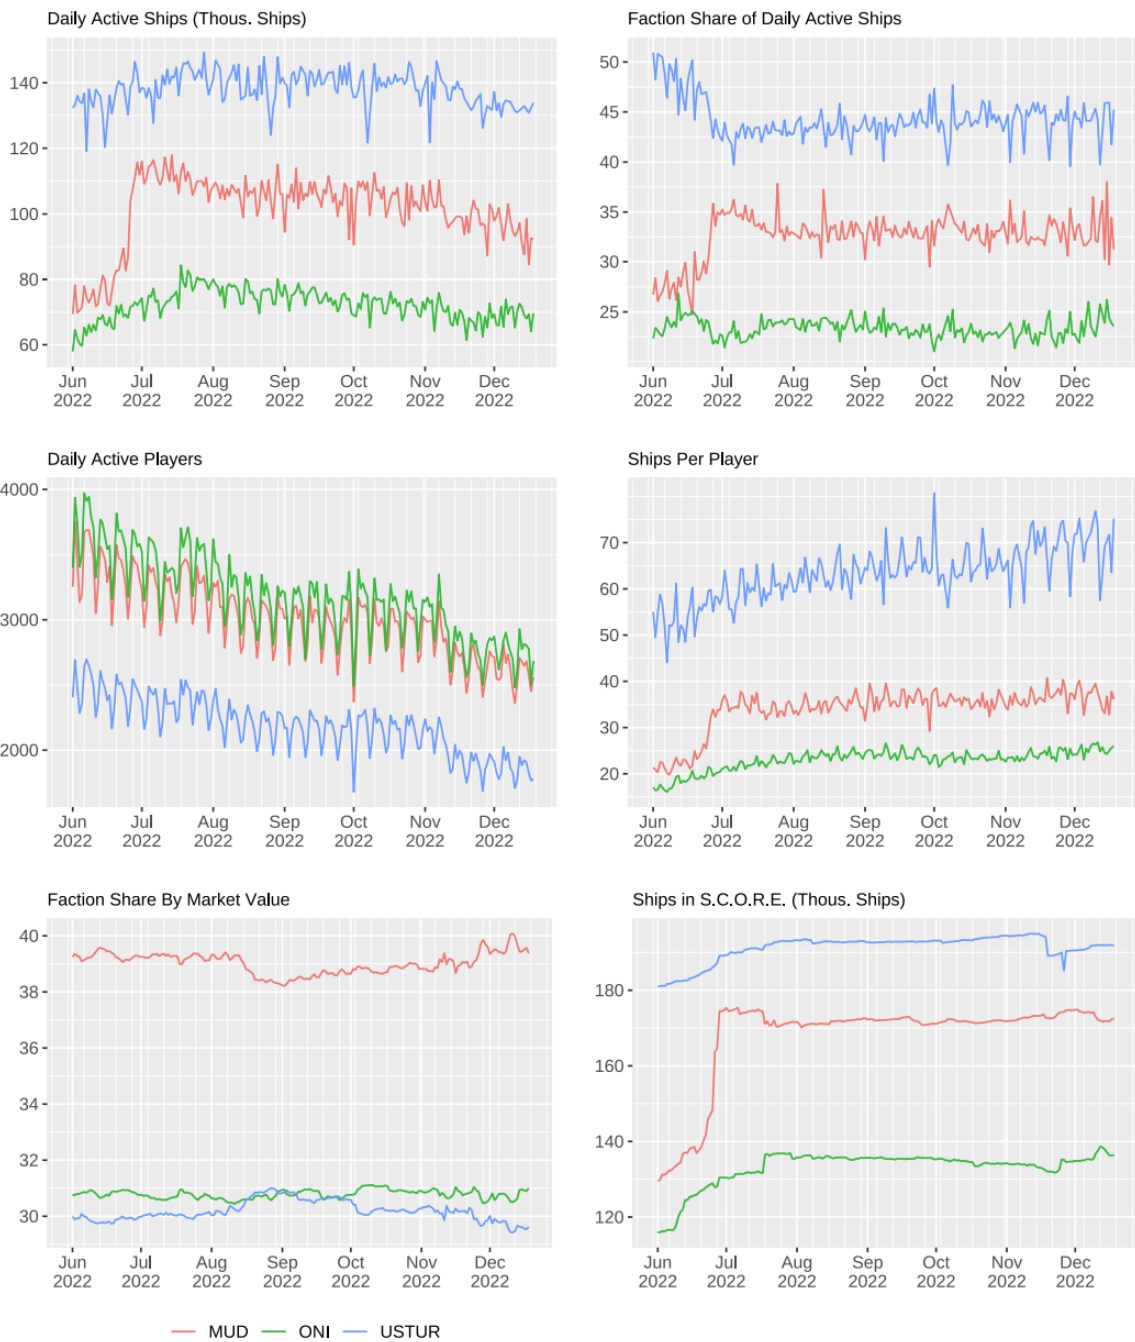 Daily Active Ships (Thous. Ships)
140
120
100
80
60
Jun Jul Aug Sep Oct Nov Dec
2022 2022 2022 2022 2022 2022 2022
Faction Share of Daily Active Ships
50
45
40
35
30
25
Jun Jul Aug Sep Oct Nov Dec
2022 2022 2022 2022 2022 2022 2022
Daily Active Players
4000
3000
2000
Jun Jul Aug Sep Oct Nov Dec
2022 2022 2022 2022 2022 2022 2022
Ships Per Player
70
60
50
40
30
20
Jun Jul Aug Sep Oct Nov Dec
2022 2022 2022 2022 2022 2022 2022
Faction Share By Market Value
40
38
36
34
32
30
Jun Jul Aug Sep Oct Nov Dec
2022 2022 2022 2022 2022 2022 2022
Ships in S.C.O.R.E. (Thous. Ships)
180
160
140
120
Jun Jul Aug Sep Oct Nov Dec
2022 2022 2022 2022 2022 2022 2022
MUD ONI USTUR